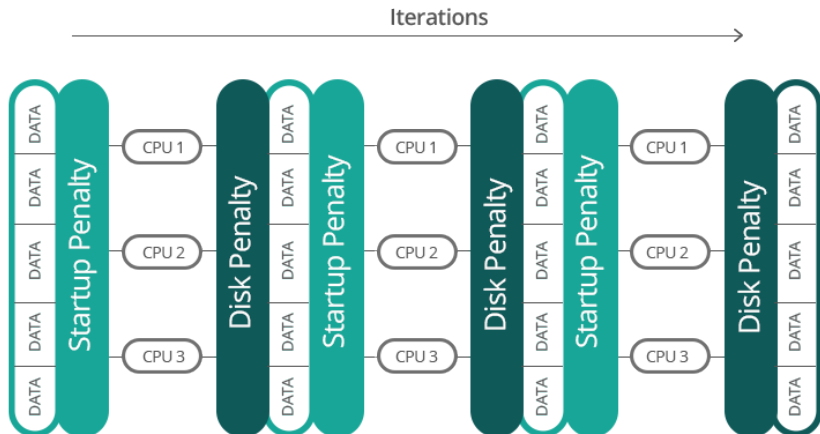 Iterations
DATA
DATA
DATA
DATA
DATA
Startup Penalty
CPU 1
CPU 2
CPU 3
Disk Penalty
DATA
DATA
DATA
DATA
DATA
Startup Penalty
CPU 1
CPU 2
CPU 3
Disk Penalty
DATA
DATA
DATA
DATA
DATA
Startup Penalty
CPU 1
CPU 2
CPU 3
Disk Penalty
DATA
DATA
DATA
DATA
DATA